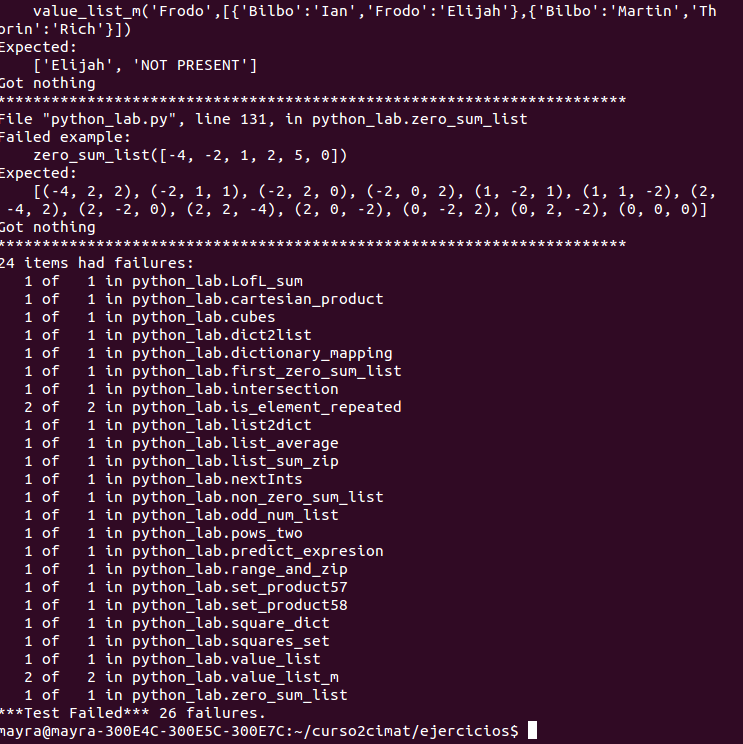 value_list_m('Frodo',[{'Bilbo':'Ian','Frodo':'Elijah'},{'Bilbo':'Martin','Th
orin':'Rich'}])
Expected:
['Elijah', 'NOT PRESENT']
Got nothing
**********************************************************************
File "python_lab.py", line 131, in python_lab.zero_sum_list
Failed example:
zero_sum_list([-4, -2, 1, 2, 5, 0])
Expected:
[(-4, 2, 2), (-2, 1, 1), (-2, 2, 0), (-2, 0, 2), (1, -2, 1), (1, 1, -2), (2,
-4, 2), (2, -2, 0), (2, 2, -4), (2, 0, -2), (0, -2, 2), (0, 2, -2), (0, 0, 0)]
Got nothing
**********************************************************************
24 items had failures:
1 of 1 in python_lab.LofL_sum
1 of 1 in python_lab.cartesian_product
1 of 1 in python_lab.cubes
1 of 1 in python_lab.dict2list
1 of 1 in python_lab.dictionary_mapping
1 of 1 in python_lab.first_zero_sum_list
1 of 1 in python_lab.intersection
2 of 2 in python_lab.is_element_repeated
1 of 1 in python_lab.list2dict
1 of 1 in python_lab.list_average
1 of 1 in python_lab.list_sum_zip
1 of 1 in python_lab.nextInts
1 of 1 in python_lab.non_zero_sum_list
1 of 1 in python_lab.odd_num_list
1 of 1 in python_lab.pows_two
1 of 1 in python_lab.predict_expresion
1 of 1 in python_lab.range_and_zip
1 of 1 in python_lab.set_product57
1 of 1 in python_lab.set_product58
1 of 1 in python_lab.square_dict
1 of 1 in python_lab.squares_set
1 of 1 in python_lab.value_list
2 of 2 in python_lab.value_list_m
1 of 1 in python_lab.zero_sum_list
***Test Failed*** 26 failures.
mayra@mayra-300E4C-300E5C-300E7C:~/curso2cimat/ejercicios$